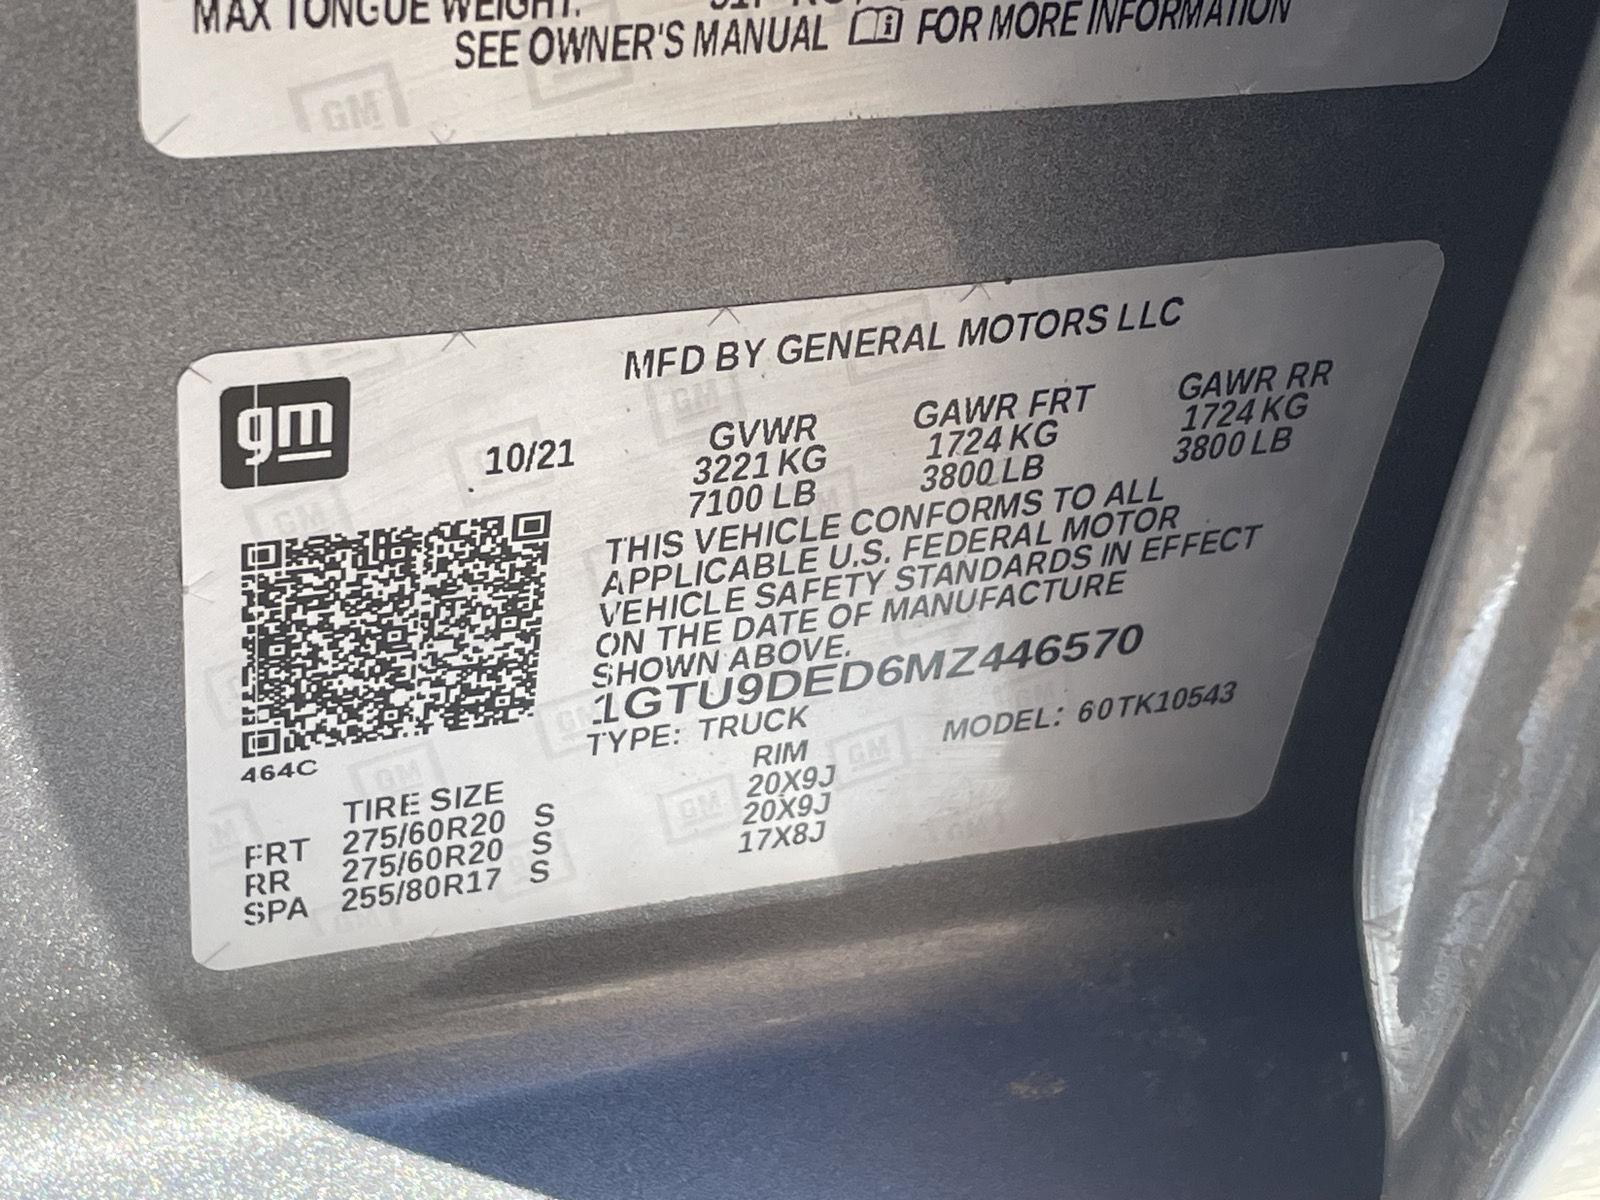 MAX TONGUE WEIGHT:
SEE OWNER'S MANUAL FOR MORE INFORMATION
MFD BY GENERAL MOTORS LLC
gm
10/21
GVWR GAWR FRT GAWR RR
3221 KG 1724 KG 1724 KG
7100 LB 3800 LB 3800 LB
THIS VEHICLE CONFORMS TO ALL
APPLICABLE U.S. FEDERAL MOTOR
VEHICLE SAFETY STANDARDS IN EFFECT
ON THE DATE OF MANUFACTURE
SHOWN ABOVE.
1GTU9DED6MZ446570
TYPE: TRUCK MODEL: 60TK10543
464C
TIRE SIZE RIM
FRT 275/60R20 S 20X9J
RR 275/60R20 S 20X9J
SPA 255/80R17 S 17X8J